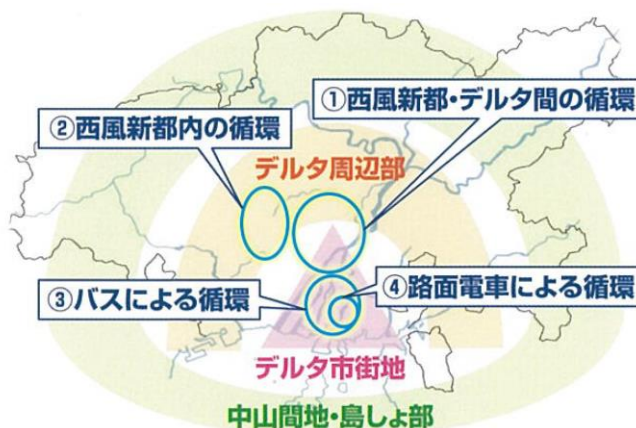 ①西風新都・デルタ間の循環
②西風新都内の循環
デルタ周辺部
③バスによる循環
④路面電車による循環
デルタ市街地
中山間地・島しょ部